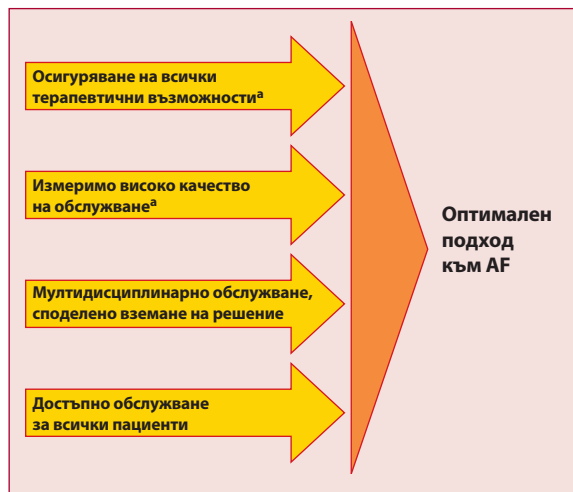 Осигуряване на всички
терапевтични възможностиª
Измеримо високо качество
на обслужванеª
Мултидисциплинарно обслужване,
споделено вземане на решение
Достъпно обслужване
за всички пациенти
Оптимален
подход
към AF